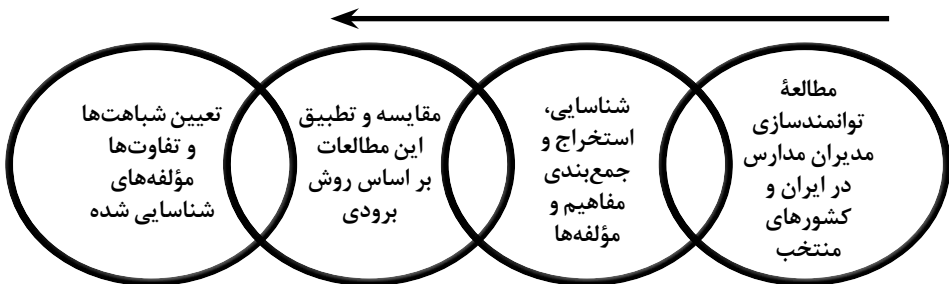 مطالعهٔ
توانمندسازی
مدیران مدارس
در ایران و
کشورهای
منتخب
شناسایی،
استخراج و
جمع‌بندی
مفاهیم و
مؤلفه‌ها
مقایسه و تطبیق
این مطالعات
بر اساس روش
برودی
تعیین شباهت‌ها
و تفاوت‌ها
مؤلفه‌های
شناسایی شده